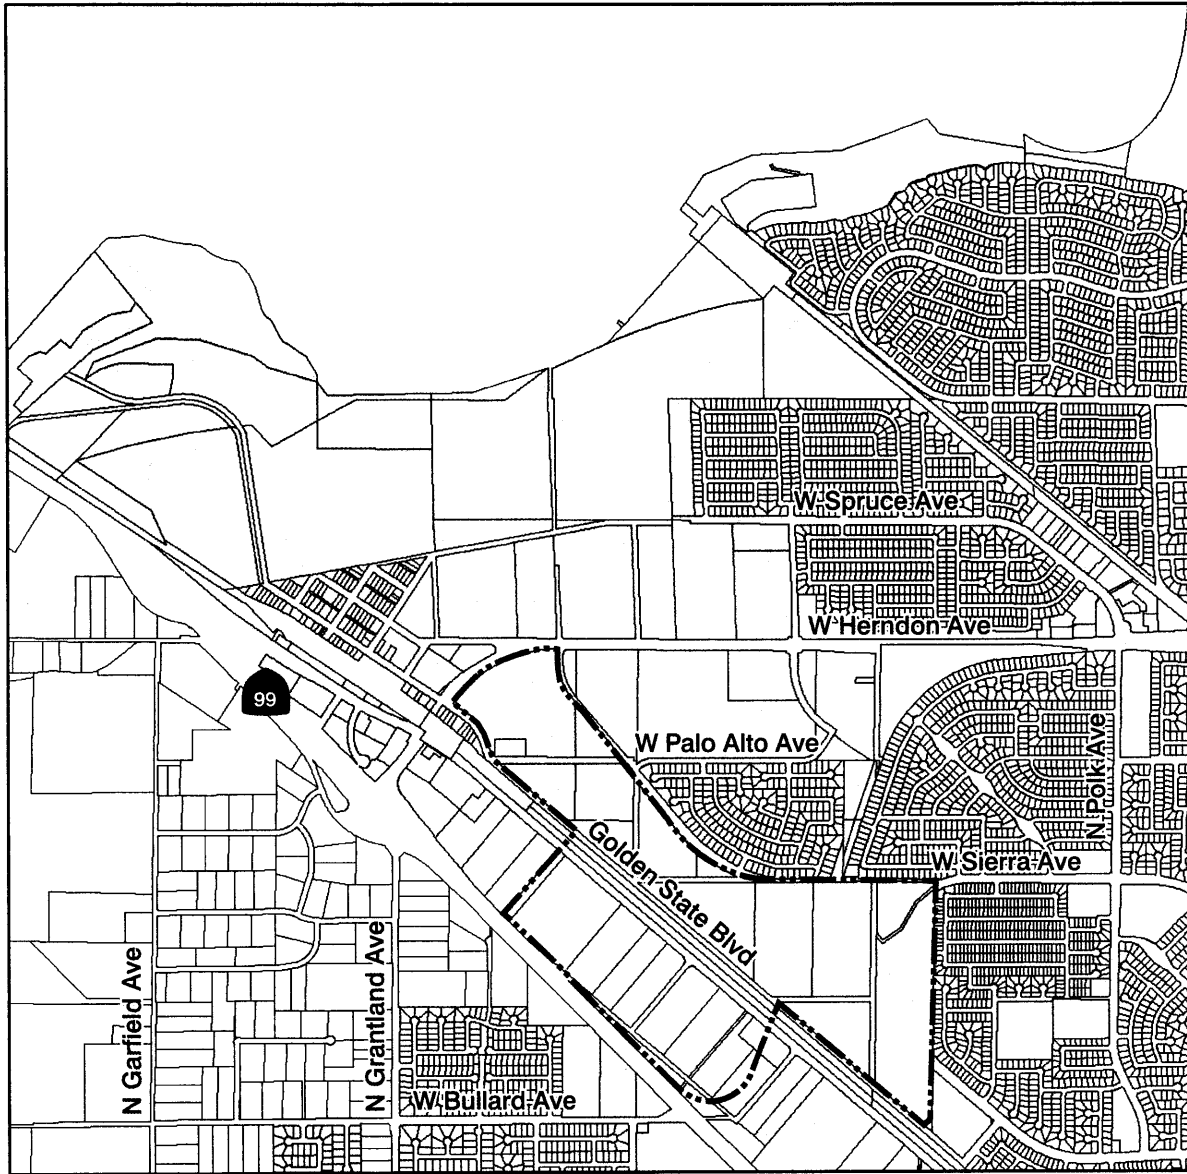 W Spruce Ave
W Herndon Ave
99
W Palo Alto Ave
N Polk Ave
Golden State Blvd
W Sierra Ave
N Garfield Ave
N Grantland Ave
W Bullard Ave